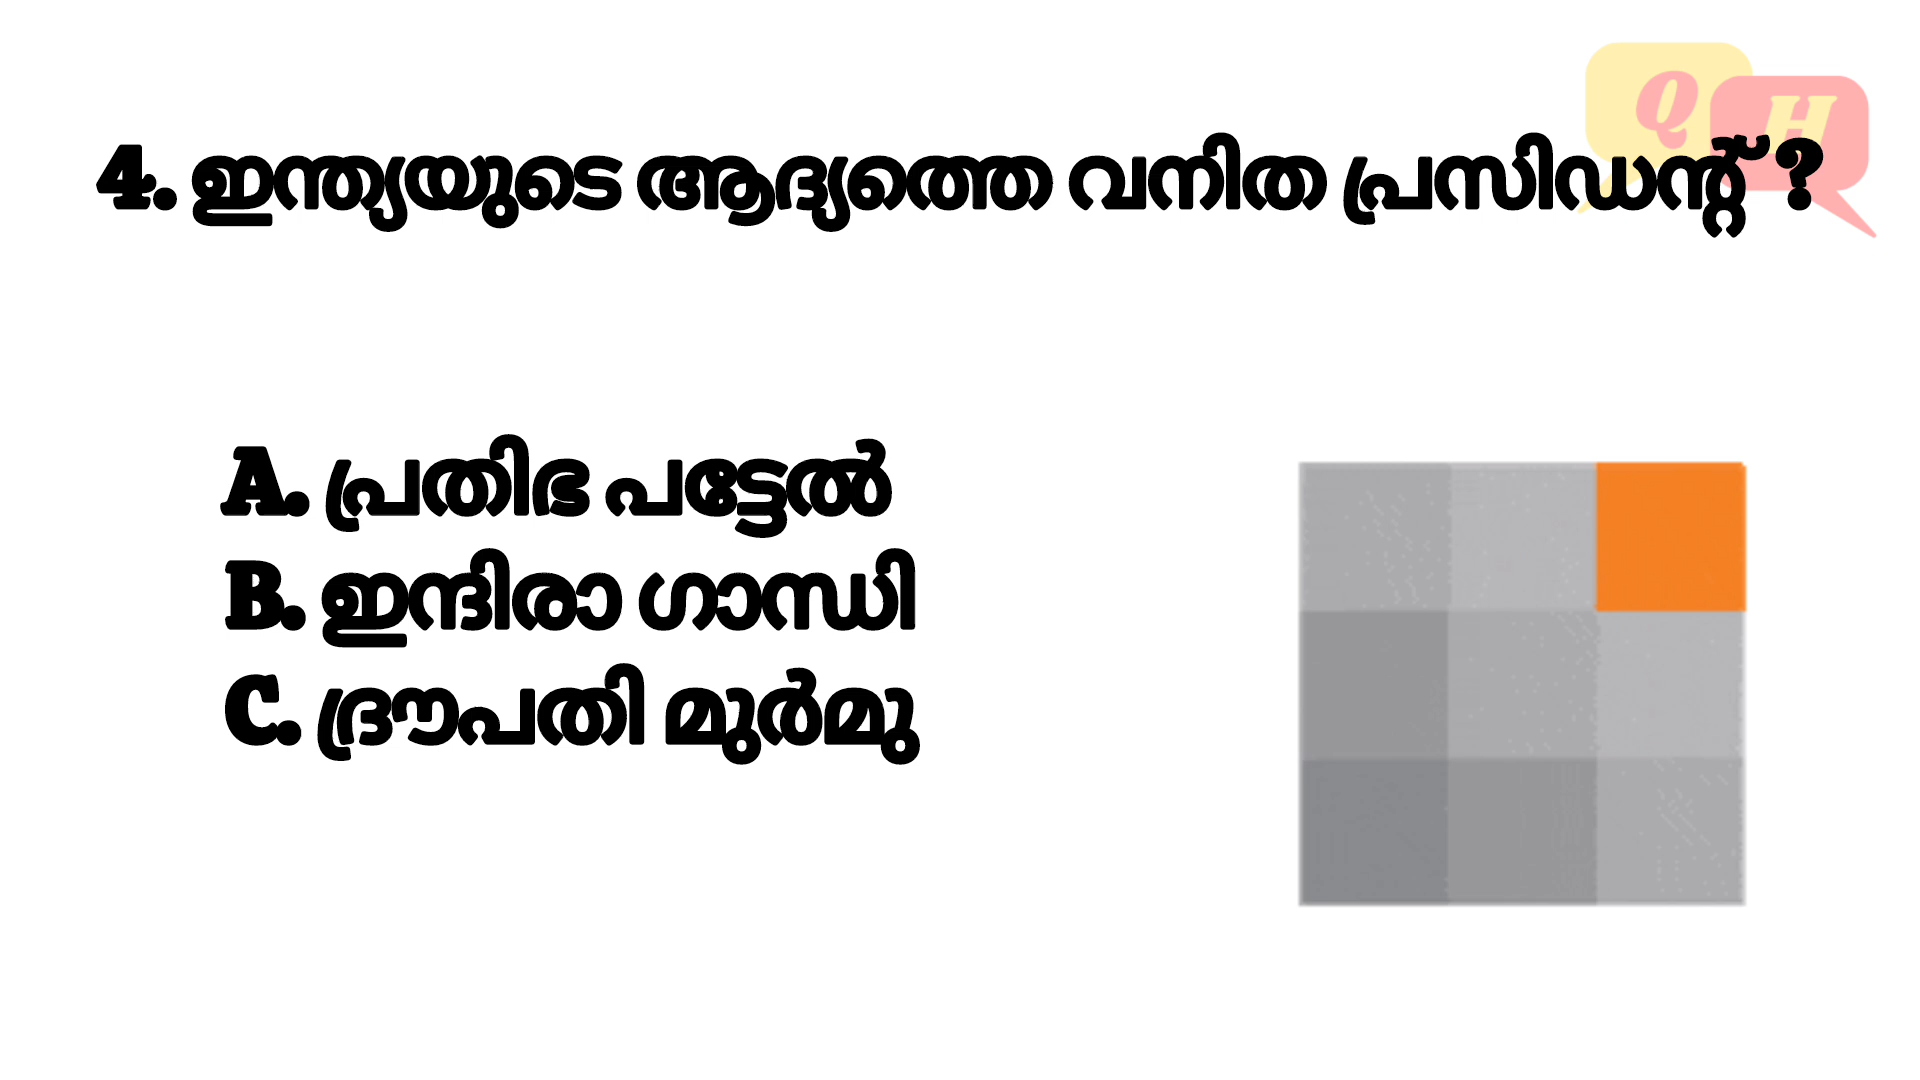 Q H
4. ഇന്ത്യയുടെ ആദ്യത്തെ വനിത പ്രസിഡന്റ് ?
A. പ്രതിഭ പട്ടേൽ
B. ഇന്ദിരാ ഗാന്ധി
C. ദ്രൗപതി മുർമു